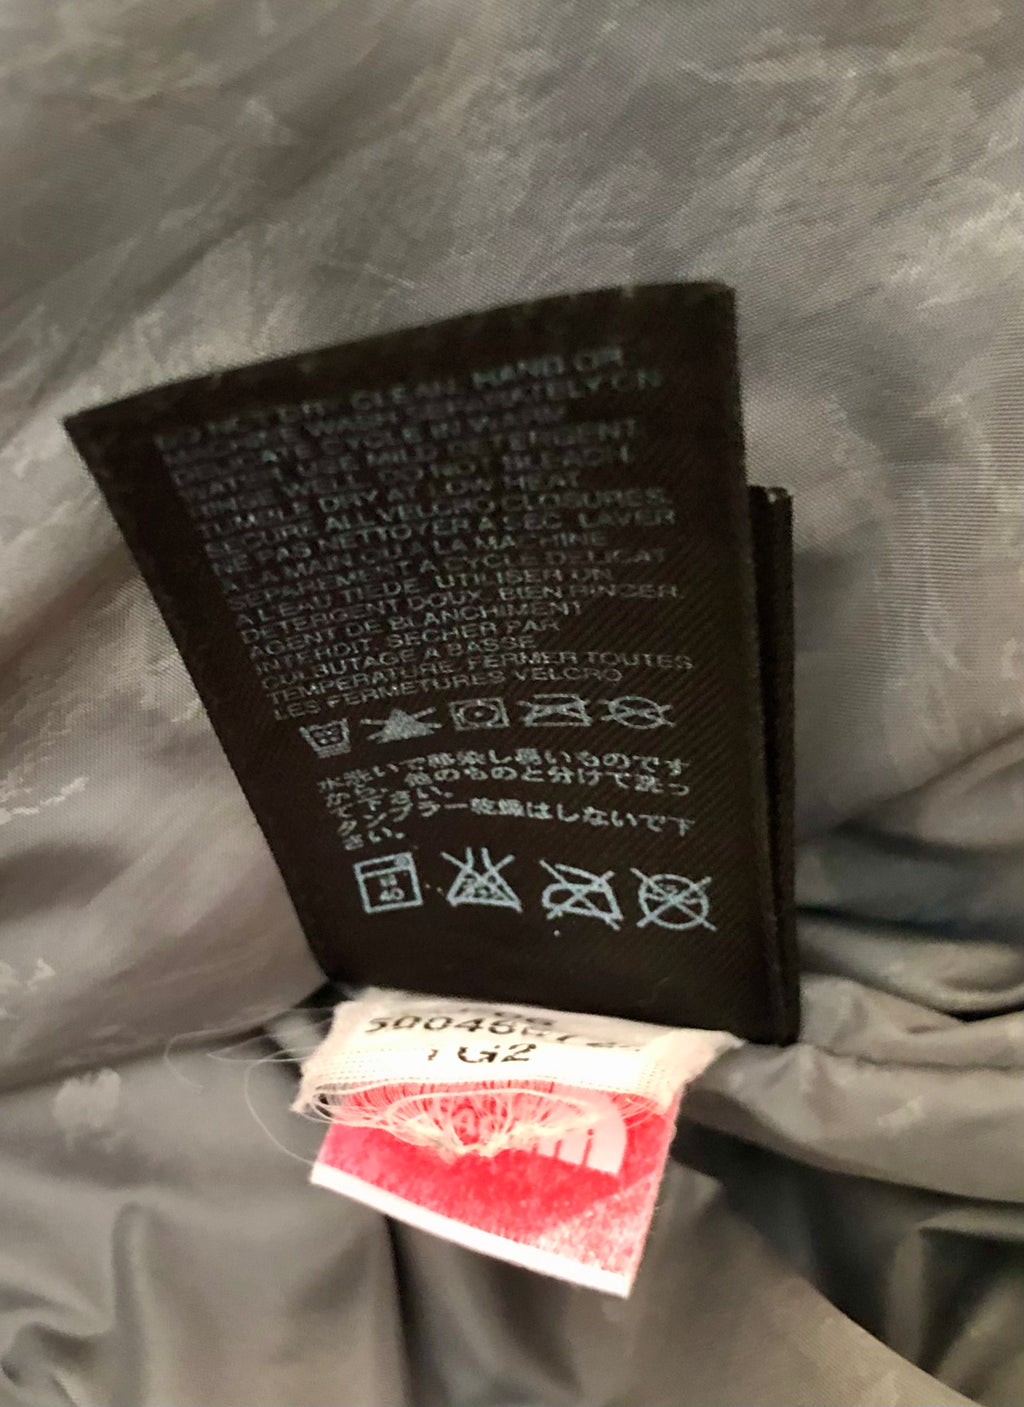 DO NOT DRY CLEAN. HAND OR
MACHINE WASH SEPARATELY ON
DELICATE CYCLE IN WARM
WATER. USE MILD DETERGENT.
RINSE WELL. DO NOT BLEACH.
TUMBLE DRY AT LOW HEAT.
SECURE ALL VELCRO CLOSURES.
NE PAS NETTOYER A SEC. LAVER
A LA MAIN OU A LA MACHINE
SEPAREMENT A CYCLE DELICAT
A L'EAU TIEDE. UTILISER UN
DETERGENT DOUX. BIEN RINCER.
AGENT DE BLANCHIMENT
INTERDIT. SECHER PAR
CULBUTAGE A BASSE
TEMPERATURE. FERMER TOUTES
LES FERMETURES VELCRO
水洗いで移染し易いものです
から、他のものと分けて洗っ
て下さい。
タンブラー乾燥はしないで下
さい。
40
G2